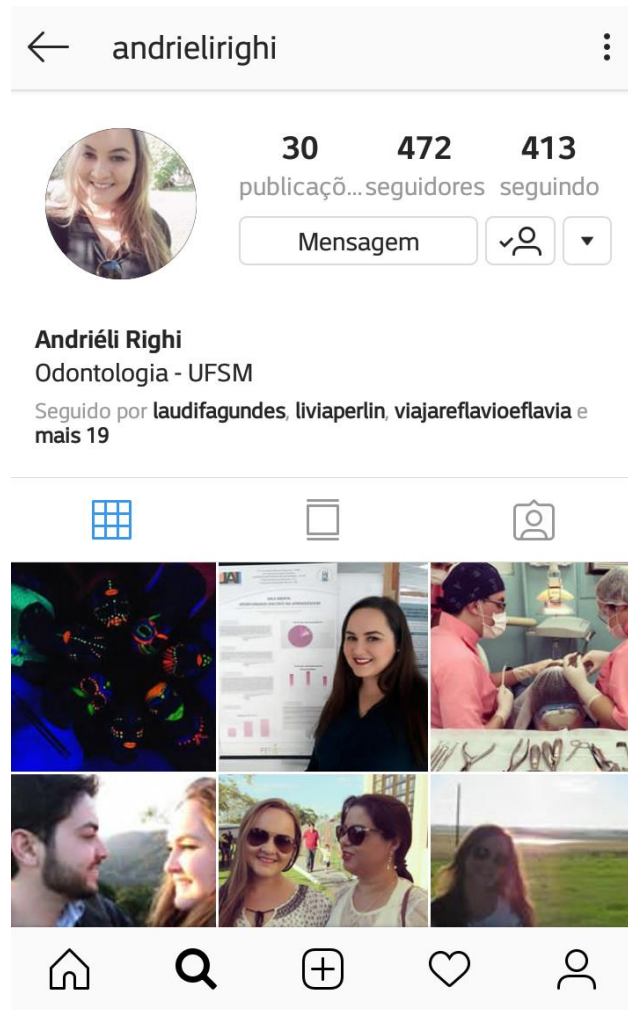 andrielirighi
30 472 413
publicaçõ... seguidores seguindo
Mensagem
Andriéli Righi
Odontologia - UFSM
Seguido por laudifagundes, liviaperlin, viajareflavioeflavia e
mais 19